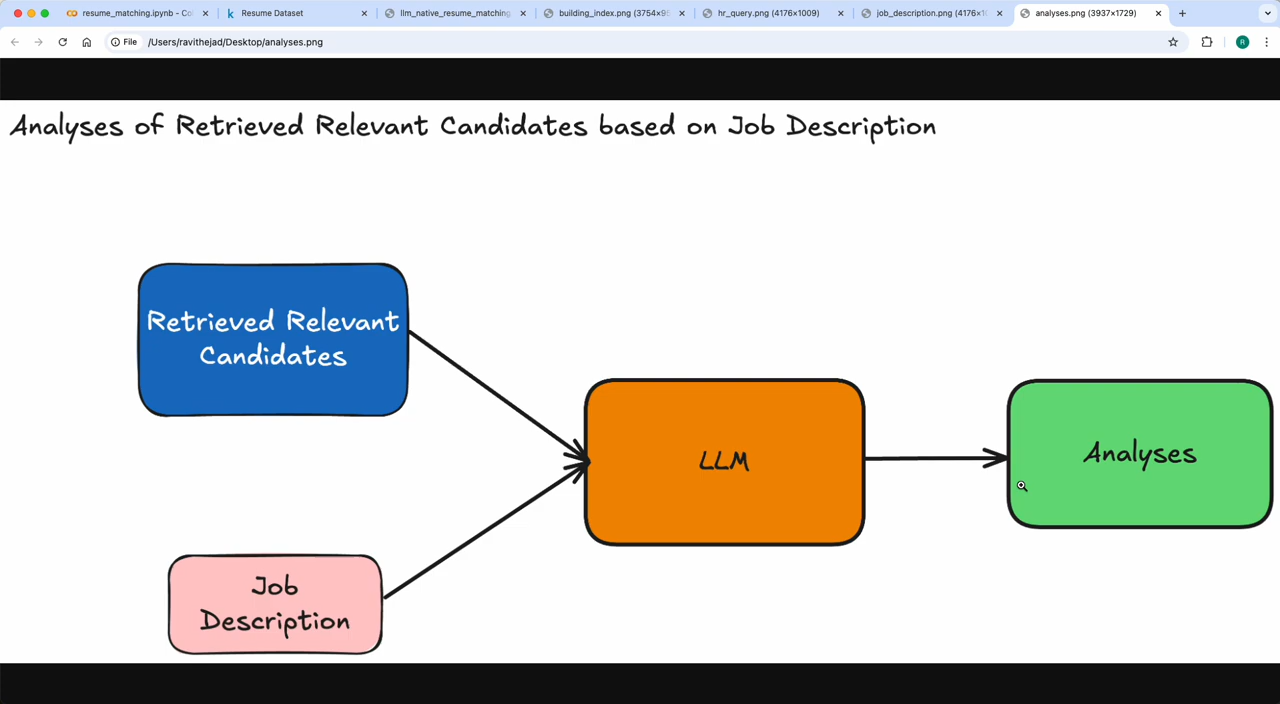 resume_matching.ipynb - Co
Resume Dataset
llm_native_resume_matching
building_index.png (3754×95
hr_query.png (4176×1009)
job_description.png (4176×10
analyses.png (3937×1729)
File
/Users/ravithejad/Desktop/analyses.png
R
Analyses of Retrieved Relevant Candidates based on Job Description
Retrieved Relevant
Candidates
LLM
Analyses
Job
Description